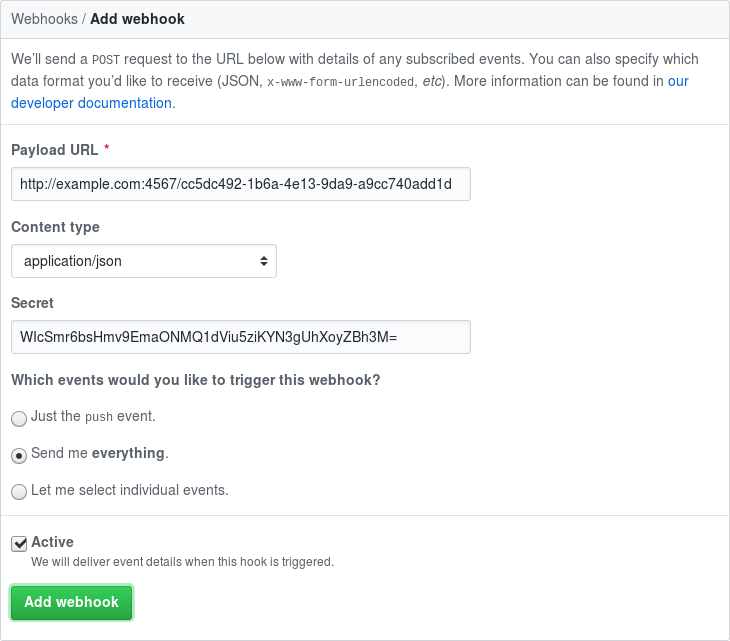 Webhooks / Add webhook
We'll send a POST request to the URL below with details of any subscribed events. You can also specify which
data format you'd like to receive (JSON, x-www-form-urlencoded, etc). More information can be found in our
developer documentation.
Payload URL *
http://example.com:4567/cc5dc492-1b6a-4e13-9da9-a9cc740add1d
Content type
application/json
Secret
WIcSmr6bsHmv9EmaONMQ1dViu5ziKYN3gUhXoyZBh3M=
Which events would you like to trigger this webhook?
Just the push event.
Send me everything.
Let me select individual events.
Active
We will deliver event details when this hook is triggered.
Add webhook